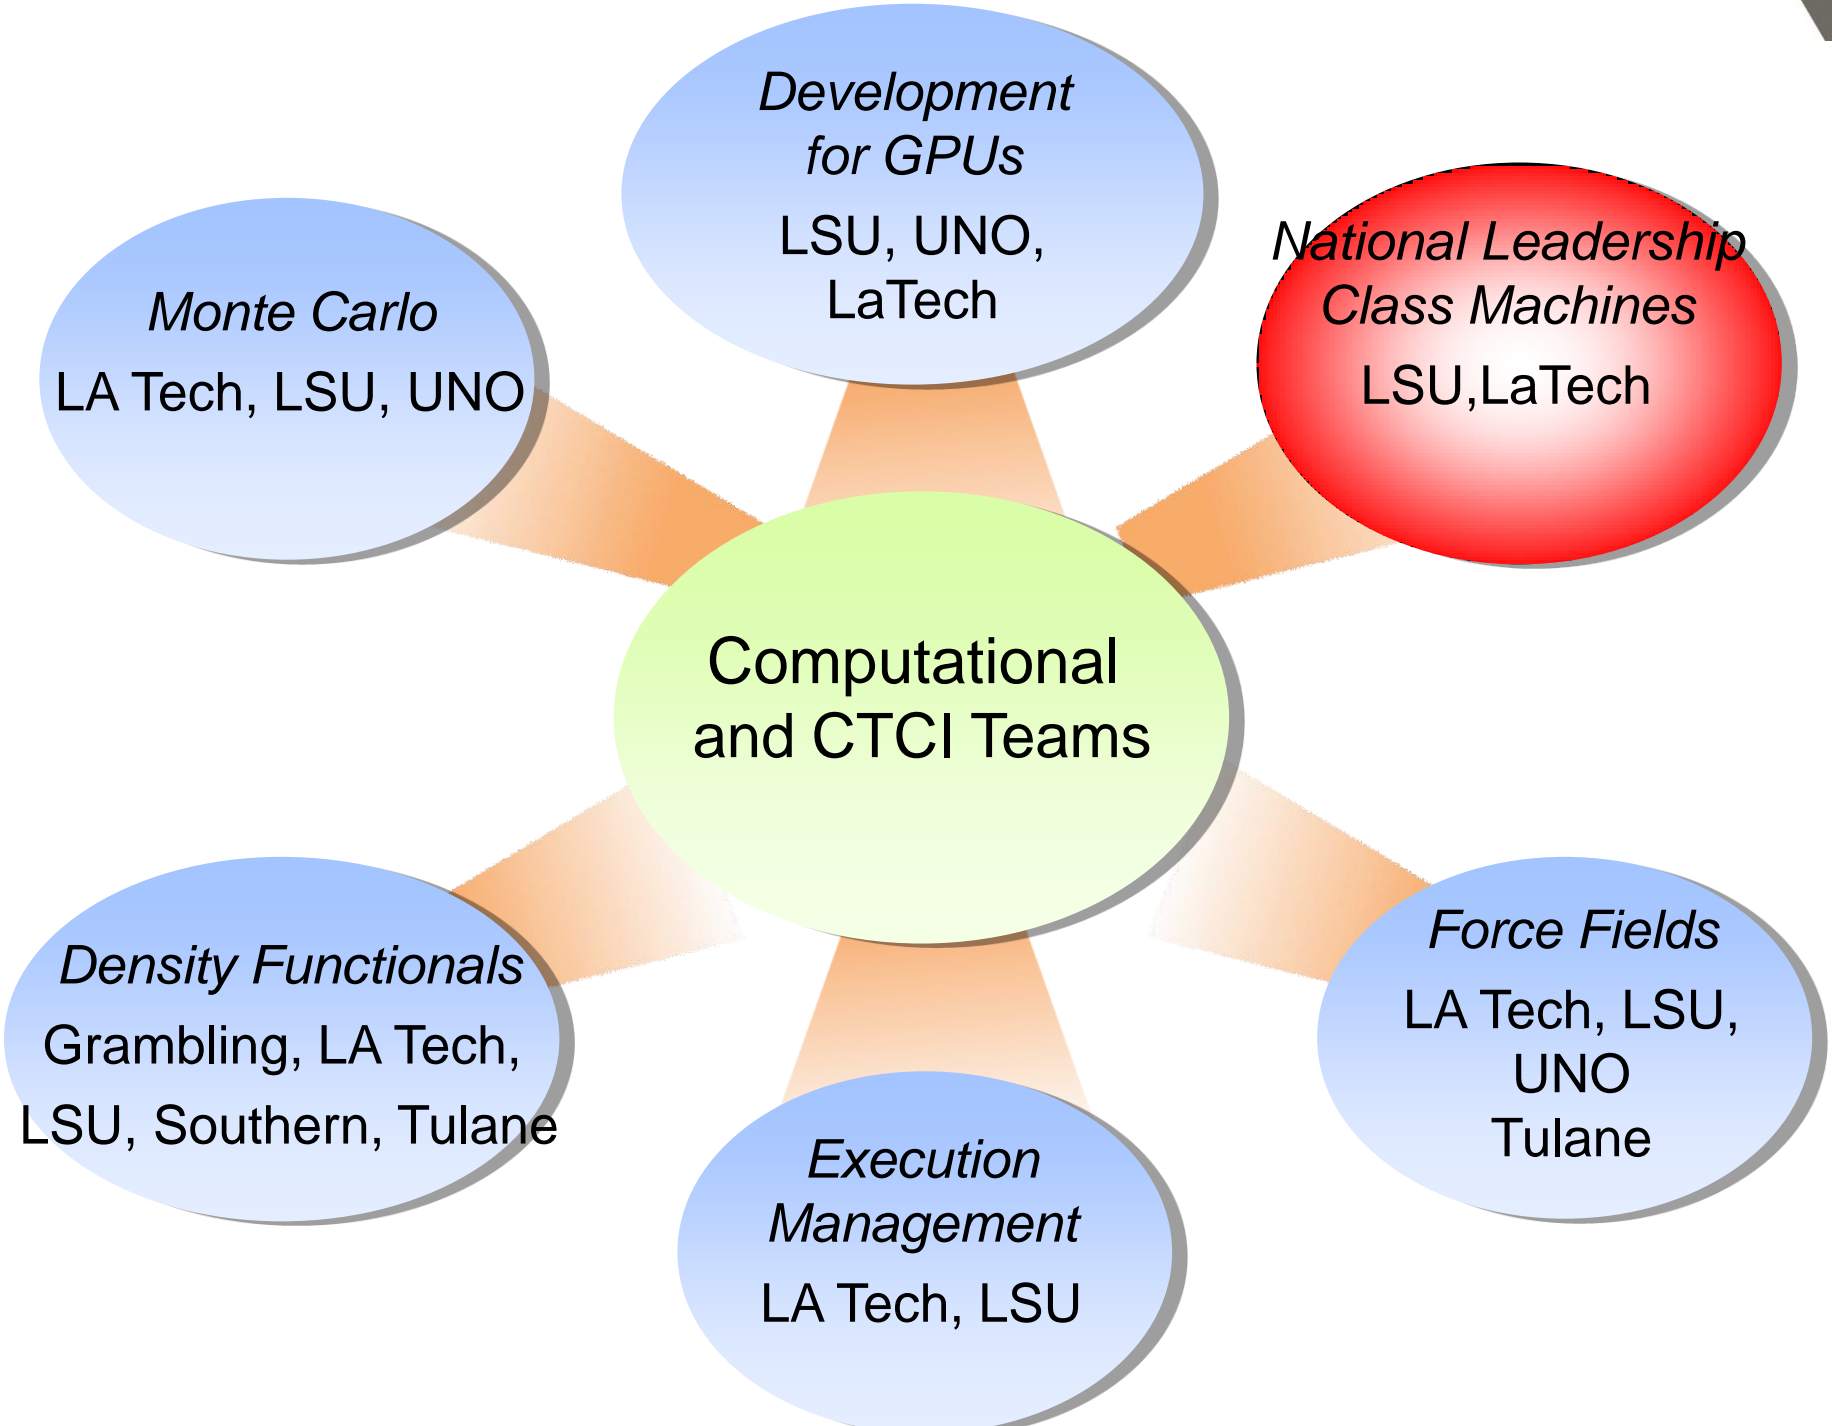 Development
for GPUs
LSU, UNO,
LaTech
National Leadership
Class Machines
LSU,LaTech
Monte Carlo
LA Tech, LSU, UNO
Computational
and CTCI Teams
Density Functionals
Grambling, LA Tech,
LSU, Southern, Tulane
Force Fields
LA Tech, LSU,
UNO
Tulane
Execution
Management
LA Tech, LSU